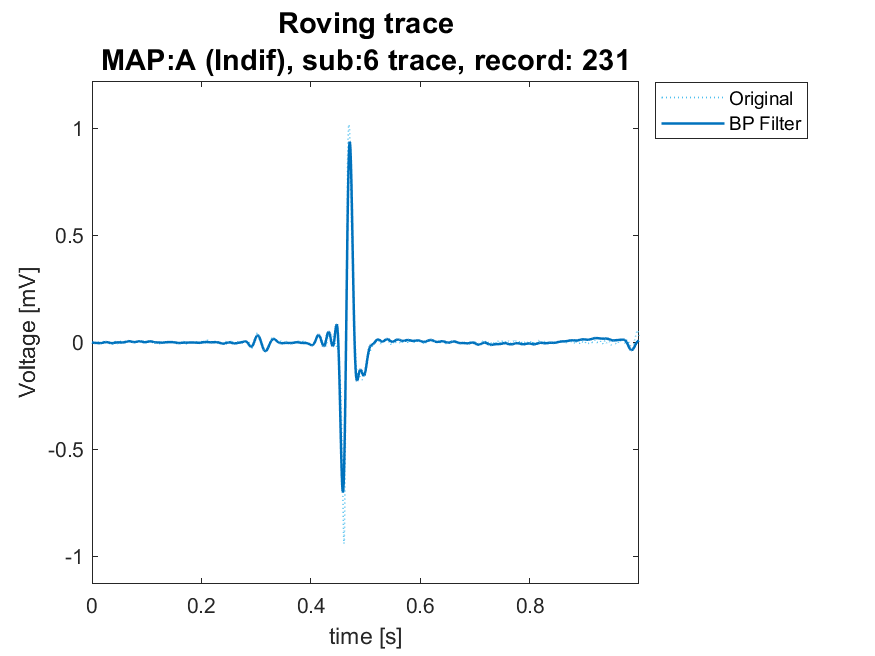 Roving trace
MAP:A (Indif), sub:6 trace, record: 231
Original
BP Filter
1
0.5
0
-0.5
-1
Voltage [mV]
0
0.2
0.4
0.6
0.8
time [s]